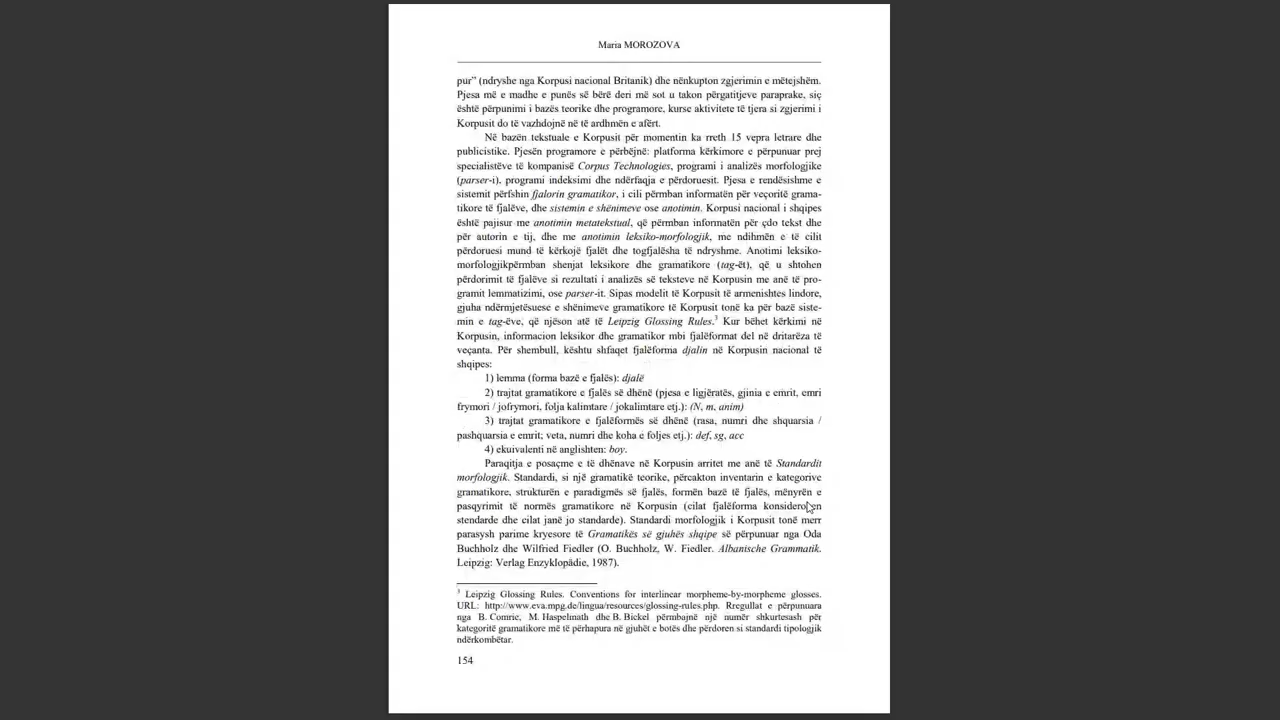 Maria MOROZOVA
pur” (ndryshe nga Korpusi nacional Britanik) dhe nënkupton zgjerimin e mëtejshëm.
Pjesa më e madhe e punës së bërë deri më sot u takon përgatitjeve paraprake, siç
është përpunimi i bazës teorike dhe programore, kurse aktivitete të tjera si zgjerimi i
Korpusit do të vazhdojnë në të ardhmën e afërt.
Në bazën tekstuale e Korpusit për momentin ka rreth 15 vepra letrare dhe
publicistike. Pjesën programore e përbëjnë: platforma kërkimore e përpunuar prej
specialistëve të kompanisë Corpus Technologies, programi i analizës morfologjike
(parser-i), programi indeksimi dhe ndërfaqja e përdoruesit. Pjesa e rendësishme e
sistemit përfshin fjalorin gramatikor, i cili përmban informatën për veçoritë grama-
tikore të fjalëve, dhe sistemin e shënimeve ose anotimin. Korpusi nacional i shqipes
është pajisur me anotimin metatekstual, që përmban informatën për çdo tekst dhe
për autorin e tij, dhe me anotimin leksiko-morfologjik, me ndihmën e të cilit
përdoruesi mund të kërkojë fjalët dhe togfjalësha të ndryshme. Anotimi leksiko-
morfologjikpërmban shenjat leksikore dhe gramatikore (tag-ët), që u shtohen
përdorimit të fjalëve si rezultati i analizës së teksteve në Korpusin me anë të pro-
gramit lemmatizimi, ose parser-it. Sipas modelit të Korpusit të armenishtes lindore,
gjuha ndërmjetësuese e shënimeve gramatikore të Korpusit tonë ka për bazë siste-
min e tag-ëve, që njëson atë të Leipzig Glossing Rules.³ Kur bëhet kërkimi në
Korpusin, informacion leksikor dhe gramatikor mbi fjalëformat del në dritarëza të
veçanta. Për shembull, kështu shfaqet fjalëforma djalin në Korpusin nacional të
shqipes:
1) lemma (forma bazë e fjalës): djalë
2) trajtat gramatikore e fjalës së dhënë (pjesa e ligjëratës, gjinia e emrit, emri
frymori / jofrymori, folja kalimtare / jokalimtare etj.): (N, m, anim)
3) trajtat gramatikore e fjalëformës së dhënë (rasa, numri dhe shquarsia /
pashquarsia e emrit; veta, numri dhe koha e foljes etj.): def, sg, acc
4) ekuivalenti në anglishten: boy.
Paraqitja e posaçme e të dhënave në Korpusin arritet me anë të Standardit
morfologjik. Standardi, si një gramatikë teorike, përcakton inventarin e kategorive
gramatikore, strukturën e paradigmës së fjalës, formën bazë të fjalës, mënyrën e
pasqyrimit të normës gramatikore në Korpusin (cilat fjalëforma konsiderohen
stendarde dhe cilat janë jo standarde). Standardi morfologjik i Korpusit tonë merr
parasysh parime kryesore të Gramatikës së gjuhës shqipe së përpunuar nga Oda
Buchholz dhe Wilfried Fiedler (O. Buchholz, W. Fiedler. Albanische Grammatik.
Leipzig: Verlag Enzyklopädie, 1987).
³ Leipzig Glossing Rules. Conventions for interlinear morpheme-by-morpheme glosses.
URL: http://www.eva.mpg.de/lingua/resources/glossing-rules.php. Rregullat e përpunuara
nga B. Comrie, M. Haspelmath dhe B. Bickel përmbajnë një numër shkurtesash për
kategoritë gramatikore më të përhapura në gjuhët e botës dhe përdoren si standardi tipologjik
ndërkombëtar.
154